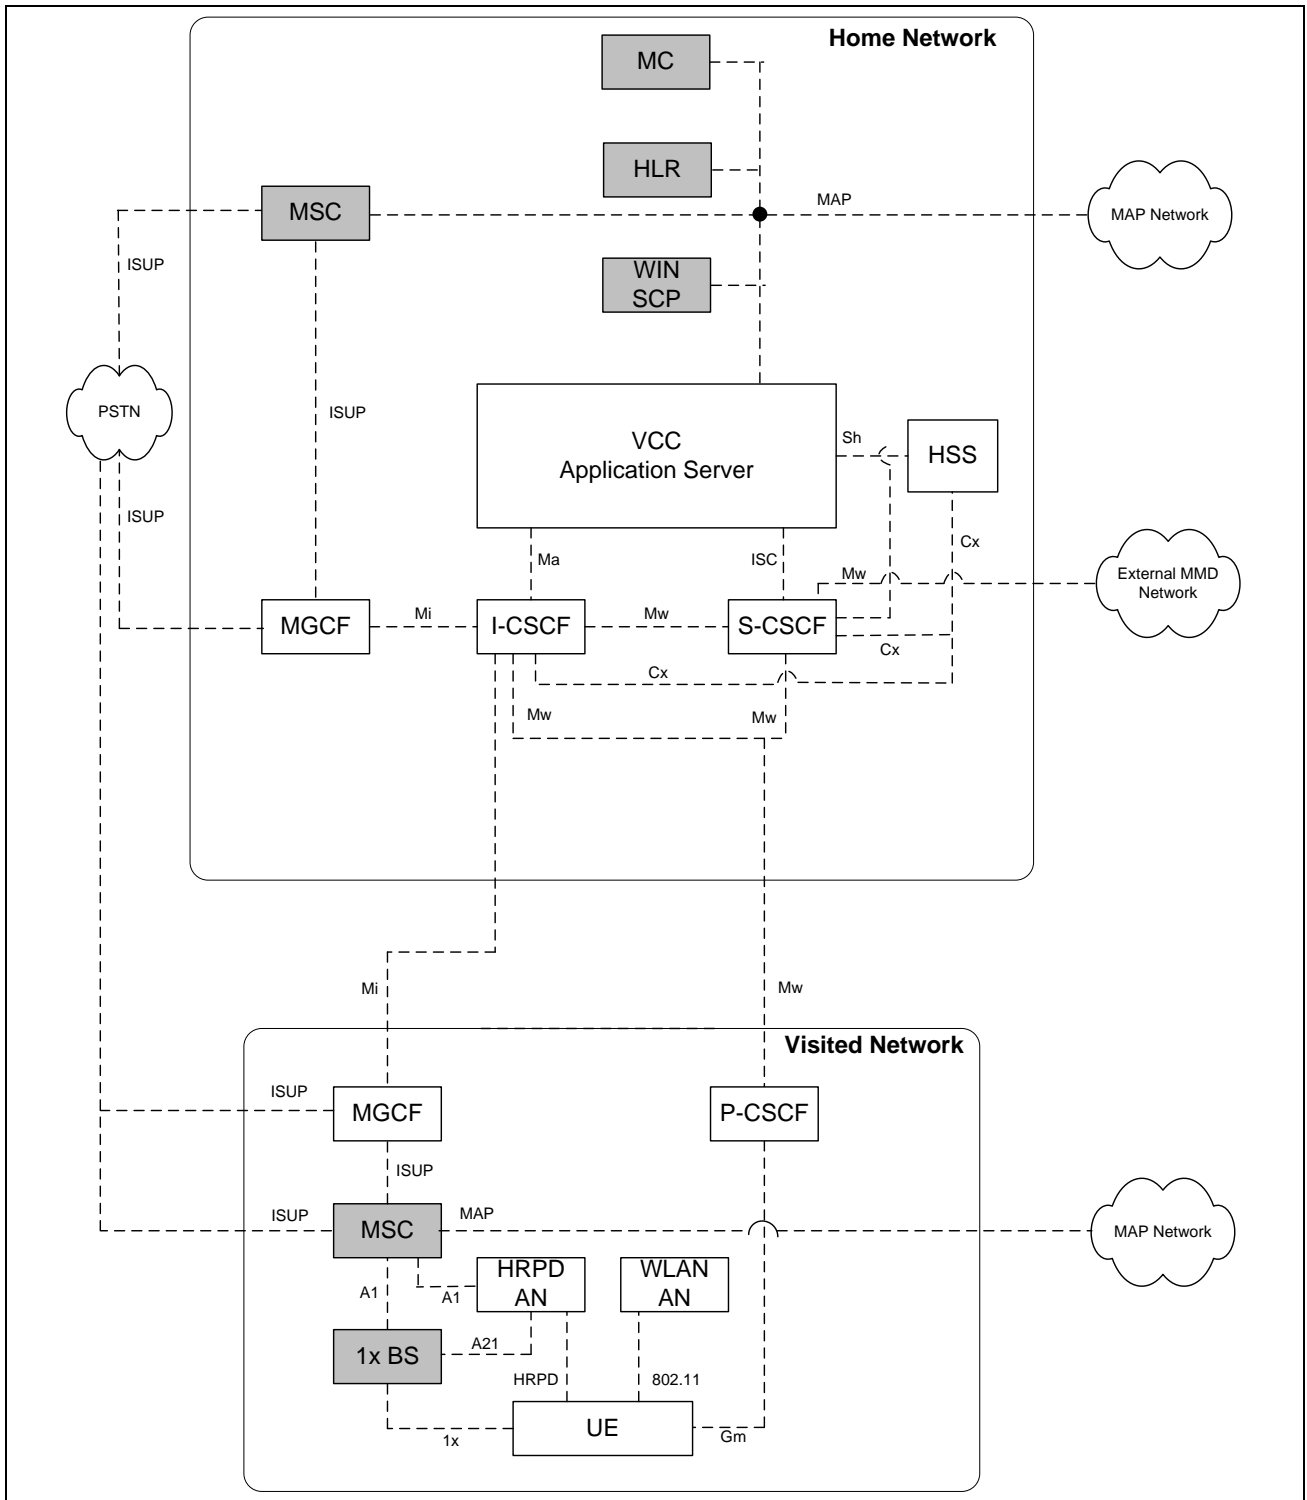 Home Network
MC
HLR
MSC
MAP
MAP Network
ISUP
WIN
SCP
PSTN
ISUP
VCC
Application Server
Sh
HSS
ISUP
Ma
ISC
Cx
Mw
External MMD
Network
MGCF
Mi
I-CSCF
Mw
S-CSCF
Cx
Cx
Mw
Mw
Mi
Mw
Visited Network
ISUP
MGCF
P-CSCF
ISUP
ISUP
MSC
MAP
MAP Network
HRPD
AN
WLAN
AN
A1
A1
1x BS
A21
HRPD
802.11
UE
1x
Gm